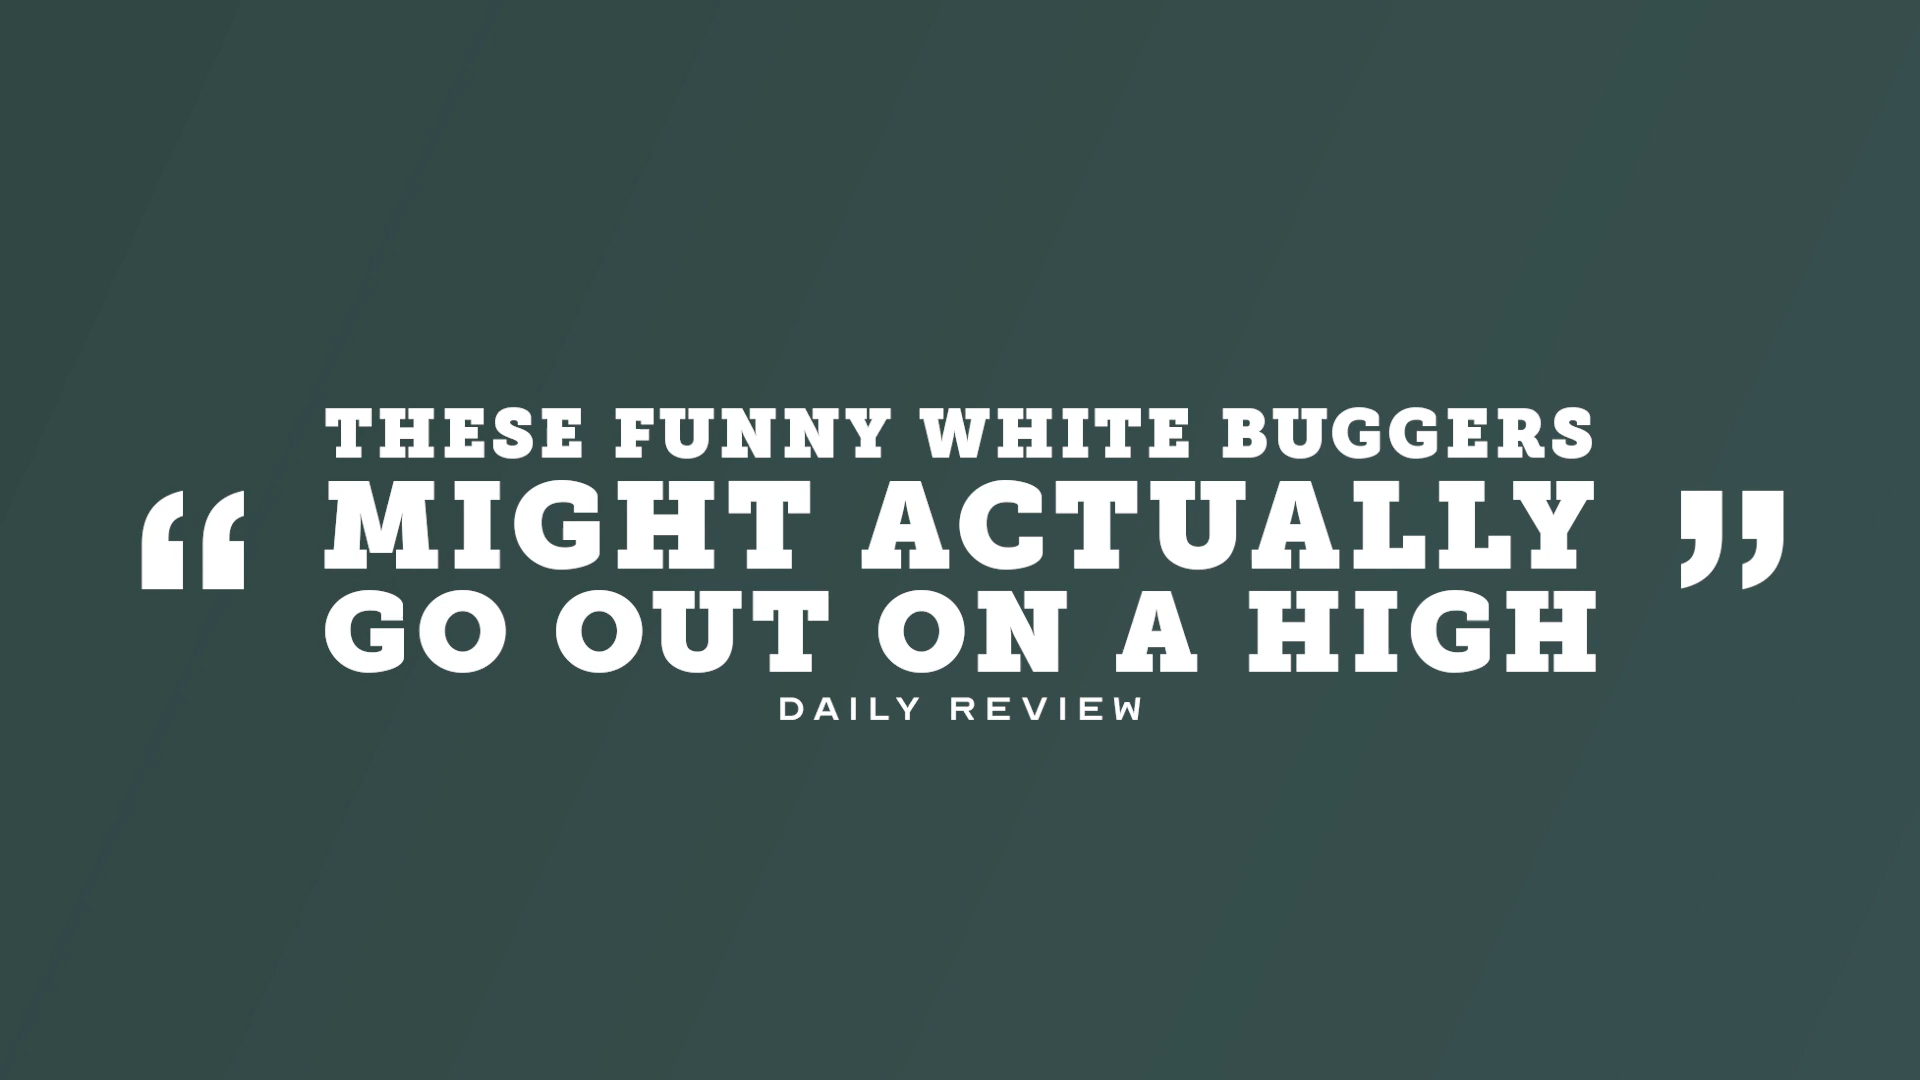 “ THESE FUNNY WHITE BUGGERS
MIGHT ACTUALLY
GO OUT ON A HIGH ”
DAILY REVIEW